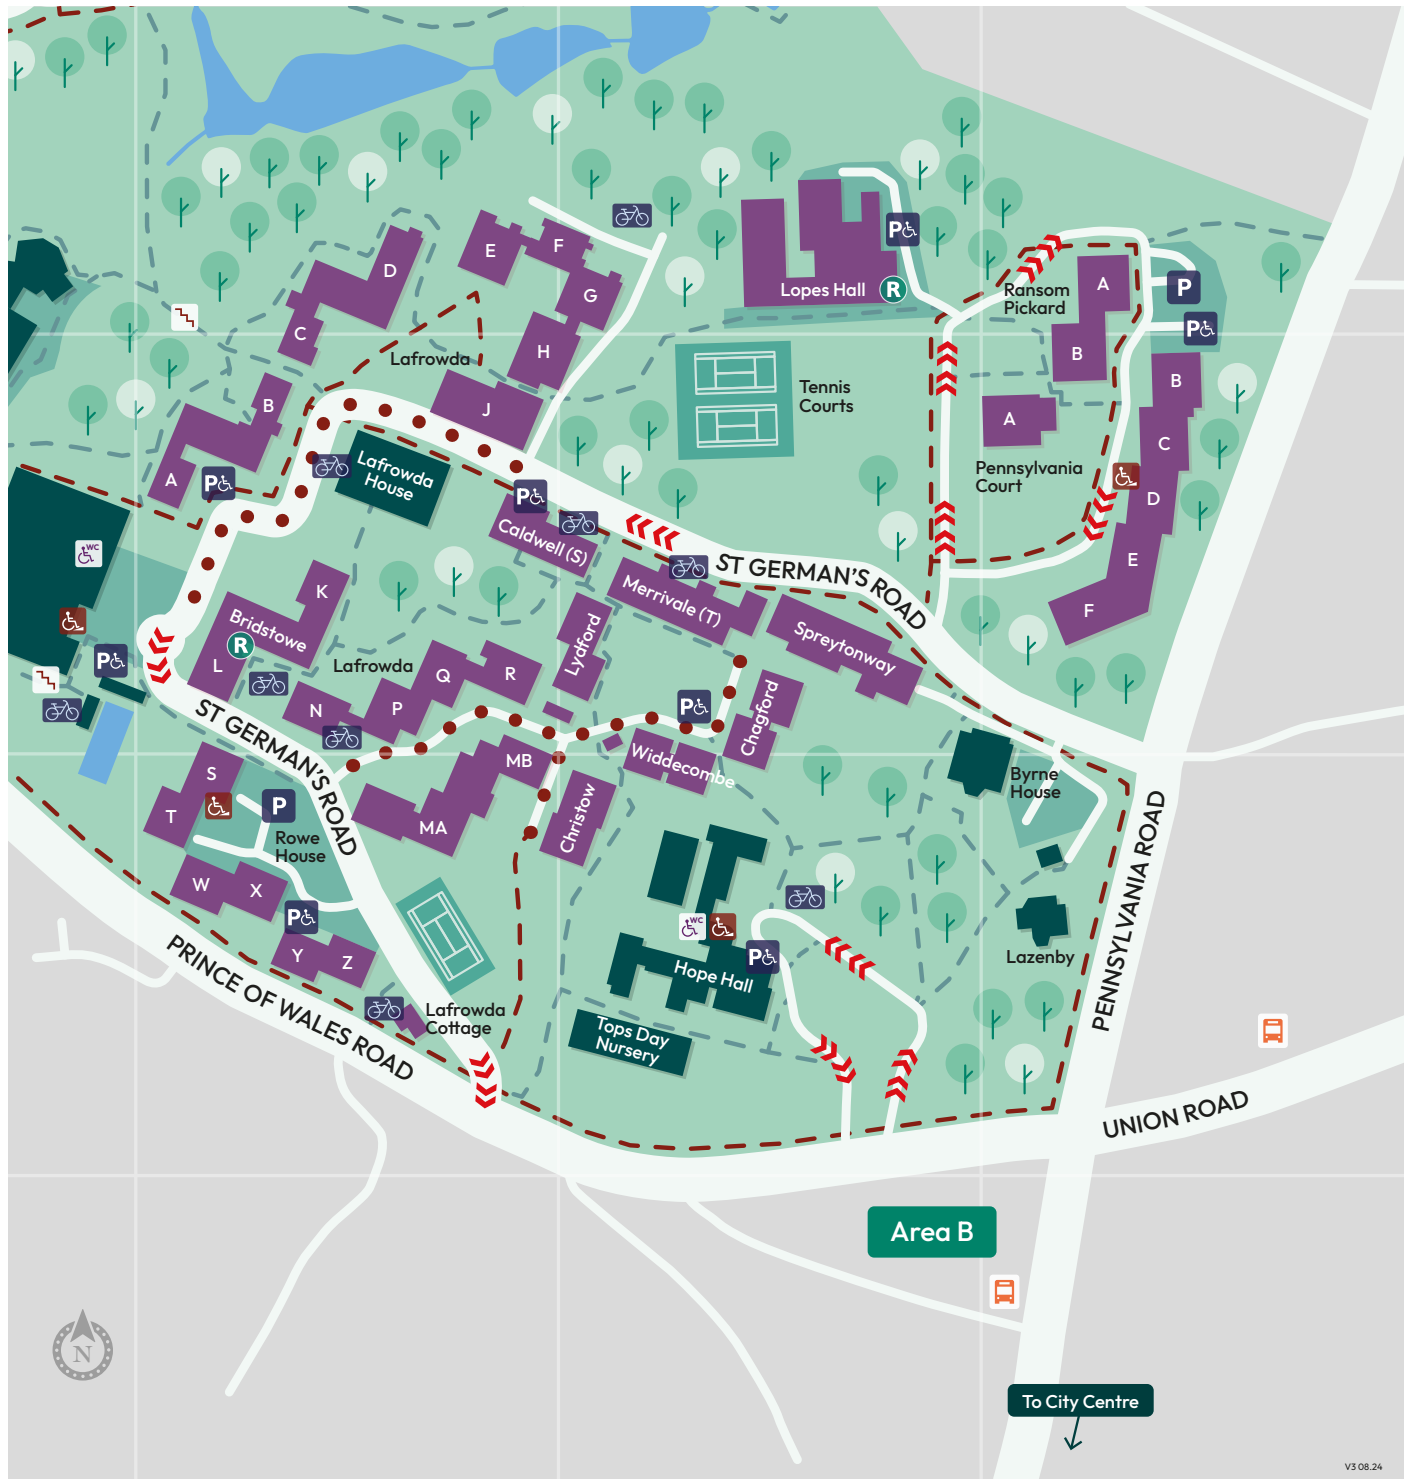 E
F
D
G
Lopes Hall
R
P
Ransom
Pickard
A
P
P
C
H
B
Lafrowda
B
Tennis
Courts
B
J
A
C
A
P
Lafrowda
House
Pennsylvania
Court
D
P
Caldwell (S)
WC
ST GERMAN'S ROAD
E
K
Merrivale (T)
F
Bridstowe
R
L
Lydford
Spreytonway
P
Lafrowda
Q
R
N
P
P
Chagford
ST GERMAN'S ROAD
MB
Widdecombe
S
T
P
Rowe
House
MA
Christow
Byrne
House
PENNSYLVANIA ROAD
W
X
P
WC
P
Y
Z
Hope Hall
Lazenby
PRINCE OF WALES ROAD
Lafrowda
Cottage
Tops Day
Nursery
UNION ROAD
Area B
N
To City Centre
V3 08.24